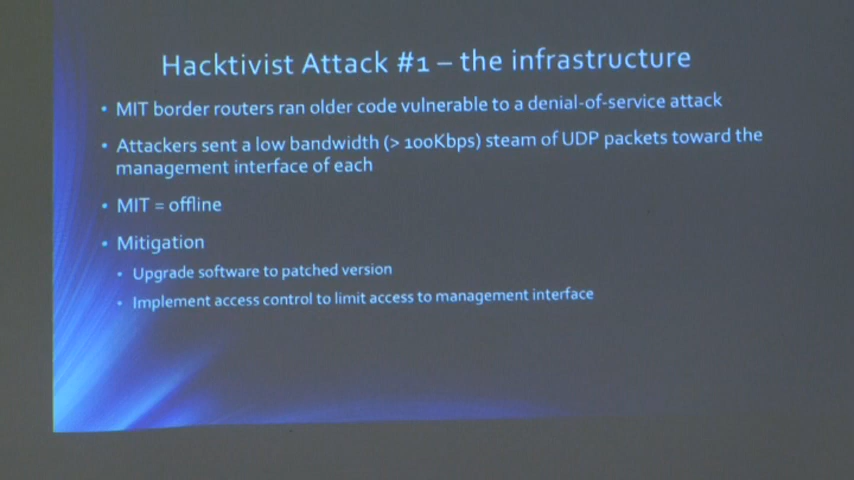 Hacktivist Attack #1 – the infrastructure
• MIT border routers ran older code vulnerable to a denial-of-service attack
• Attackers sent a low bandwidth (> 100Kbps) steam of UDP packets toward the
management interface of each
• MIT = offline
• Mitigation
• Upgrade software to patched version
• Implement access control to limit access to management interface